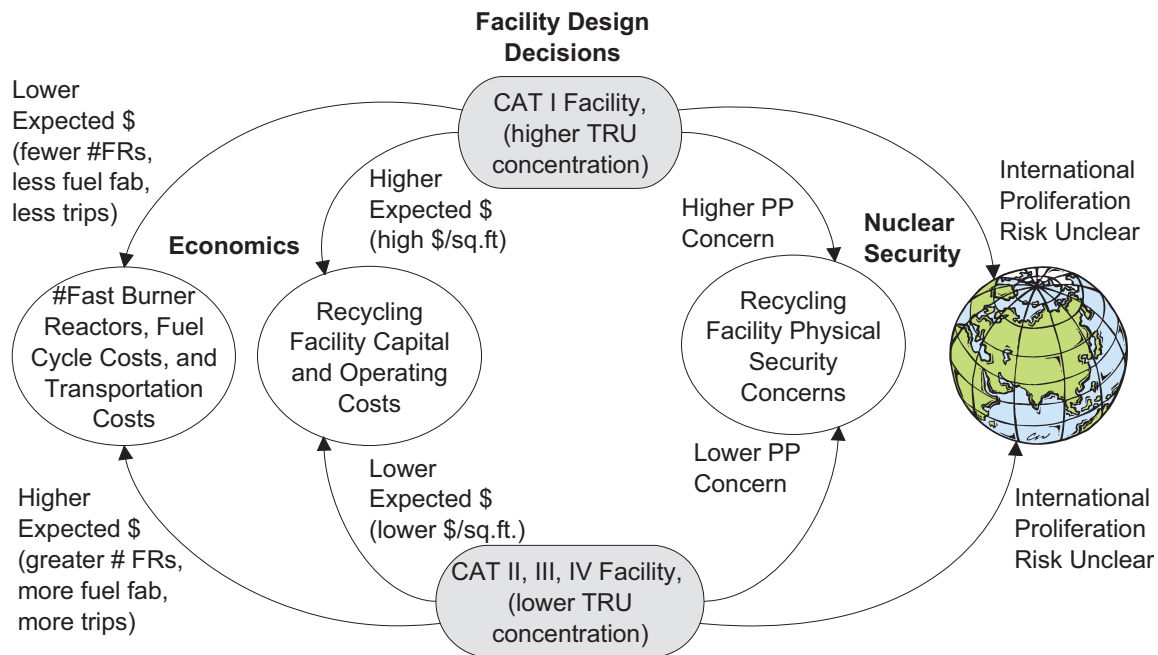 Facility Design
Decisions
Lower
Expected $
(fewer #FRs,
less fuel fab,
less trips)
CAT I Facility,
(higher TRU
concentration)
Higher
Expected $
(high $/sq.ft)
Higher PP
Concern
International
Proliferation
Risk Unclear
Economics
Nuclear
Security
#Fast Burner
Reactors, Fuel
Cycle Costs, and
Transportation
Costs
Recycling
Facility Capital
and Operating
Costs
Recycling
Facility Physical
Security
Concerns
Higher
Expected $
(greater # FRs,
more fuel fab,
more trips)
Lower
Expected $
(lower $/sq.ft.)
Lower PP
Concern
International
Proliferation
Risk Unclear
CAT II, III, IV Facility,
(lower TRU
concentration)